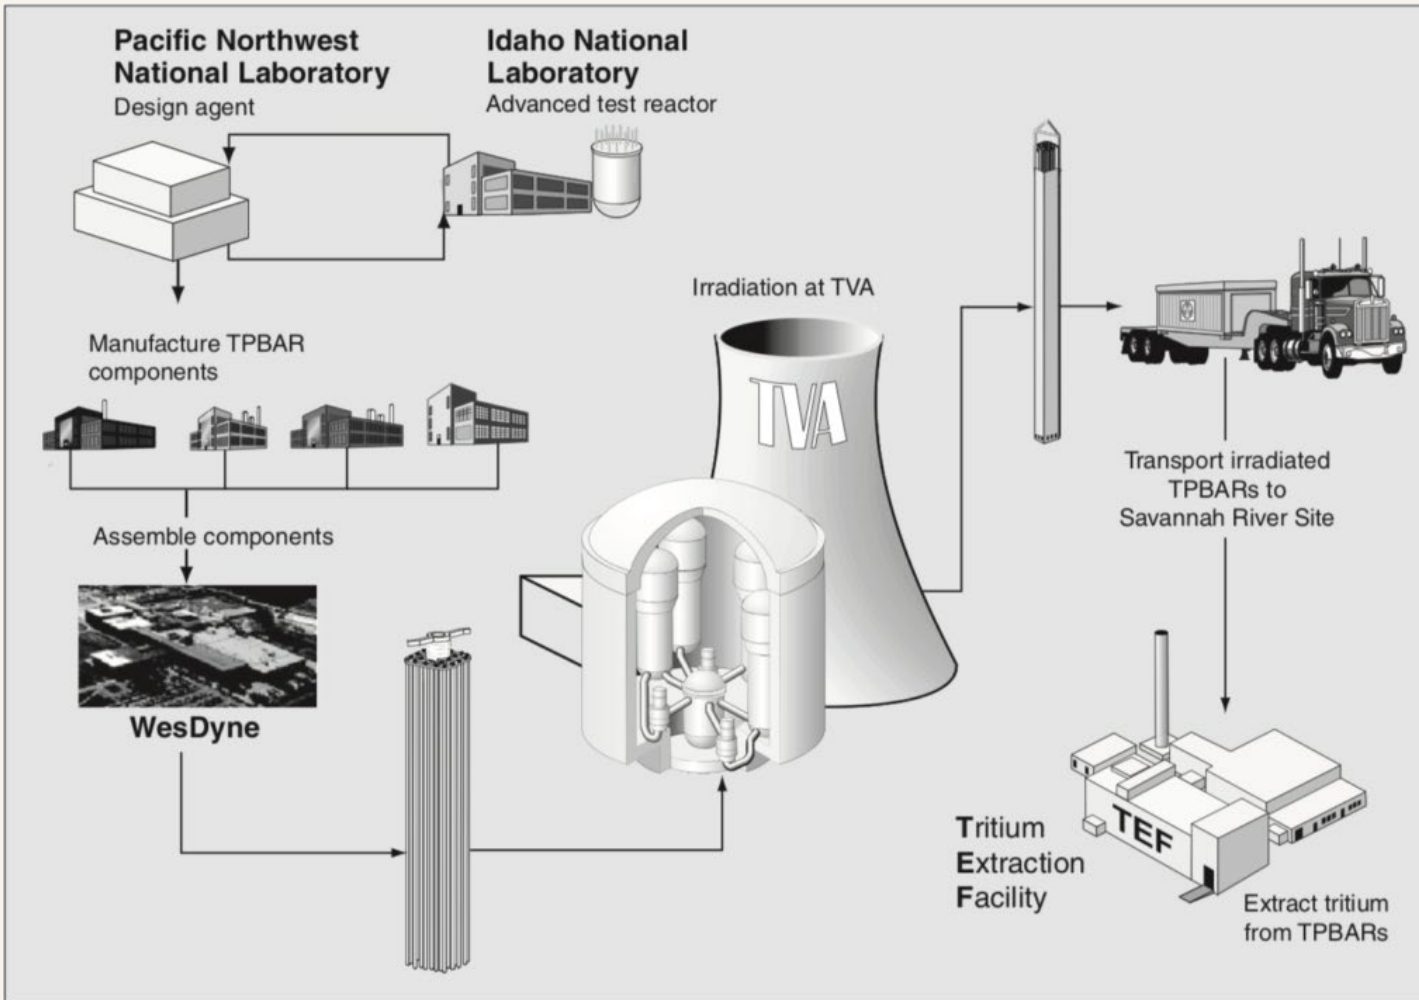 Pacific Northwest
National Laboratory
Design agent
Idaho National
Laboratory
Advanced test reactor
Manufacture TPBAR
components
Assemble components
WesDyne
Irradiation at TVA
TVA
Transport irradiated
TPBARs to
Savannah River Site
Tritium
Extraction
Facility
TEF
Extract tritium
from TPBARs